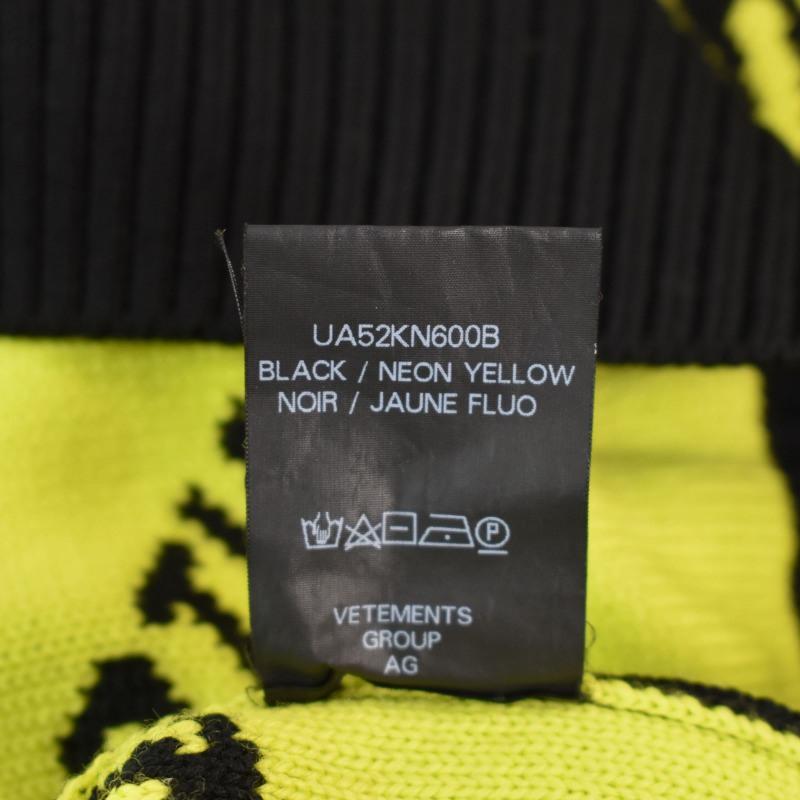 UA52KN600B
BLACK / NEON YELLOW
NOIR / JAUNE FLUO
P
VETEMENTS
GROUP
AG